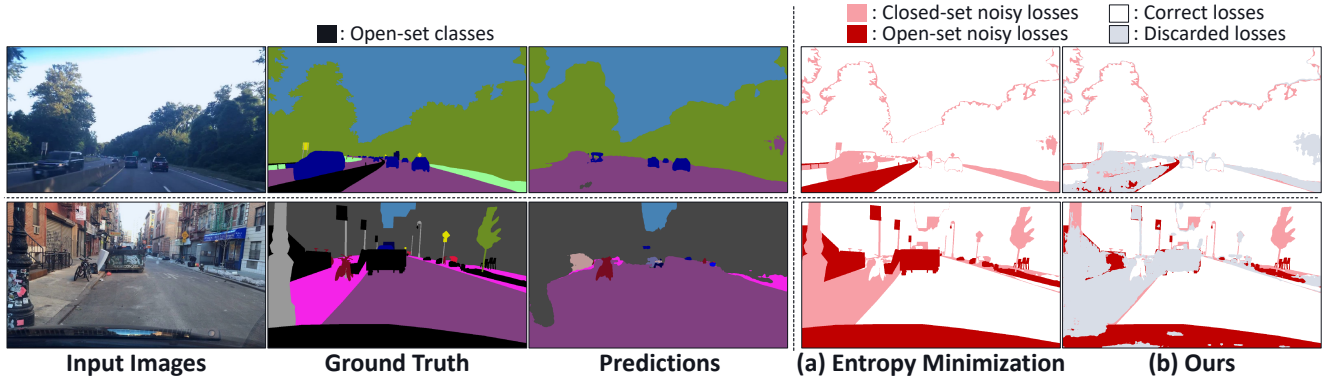 : Open-set classes
: Closed-set noisy losses
: Correct losses
: Open-set noisy losses
: Discarded losses
Input Images
Ground Truth
Predictions
(a) Entropy Minimization
(b) Ours